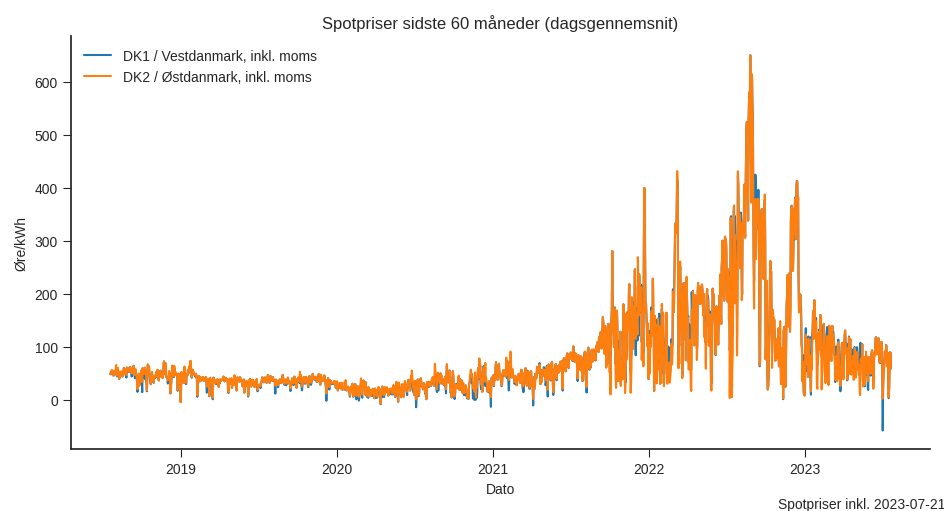 Spotpriser sidste 60 måneder (dagsgennemsnit)
DK1 / Vestdanmark, inkl. moms
DK2 / Østdanmark, inkl. moms
600
500
400
300
200
100
0
Øre/kWh
2019
2020
2021
2022
2023
Dato
Spotpriser inkl. 2023-07-21